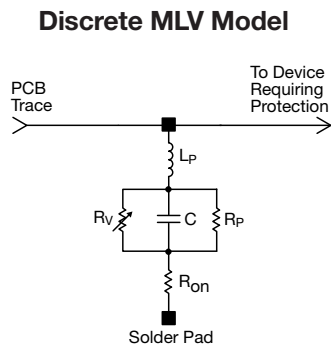 Discrete MLV Model
PCB
Trace
To Device
Requiring
Protection
LP
RV
C
RP
Ron
Solder Pad